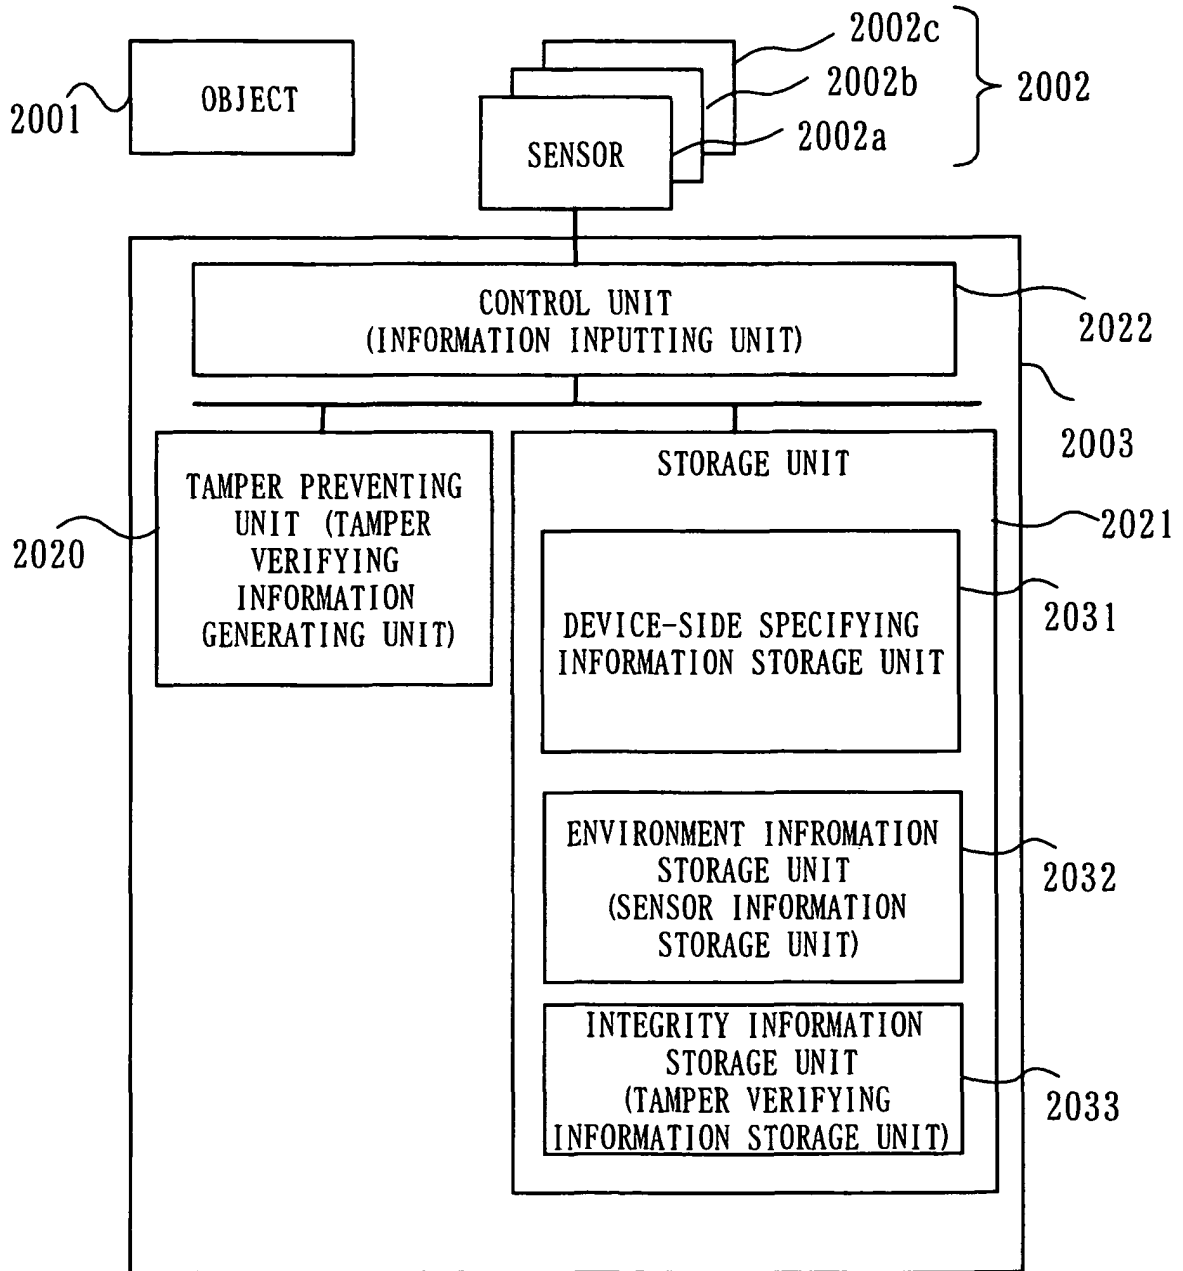 2002c
2002b
2002
2001
OBJECT
2002a
SENSOR
CONTROL UNIT
(INFORMATION INPUTTING UNIT)
2022
2003
STORAGE UNIT
TAMPER PREVENTING
UNIT (TAMPER
VERIFYING
INFORMATION
GENERATING UNIT)
2020
2021
DEVICE-SIDE SPECIFYING
INFORMATION STORAGE UNIT
2031
ENVIRONMENT INFROMATION
STORAGE UNIT
(SENSOR INFORMATION
STORAGE UNIT)
2032
INTEGRITY INFORMATION
STORAGE UNIT
(TAMPER VERIFYING
INFORMATION STORAGE UNIT)
2033